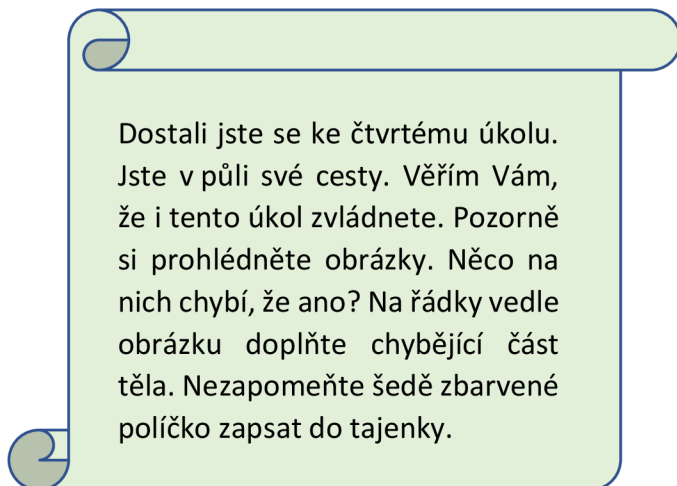 Dostali jste se ke čtvrtému úkolu.
Jste v půli své cesty. Věřím Vám,
že i tento úkol zvládnete. Pozorně
si prohlédněte obrázky. Něco na
nich chybí, že ano? Na řádky vedle
obrázku doplňte chybějící část
těla. Nezapomeňte šedě zbarvené
políčko zapsat do tajenky.